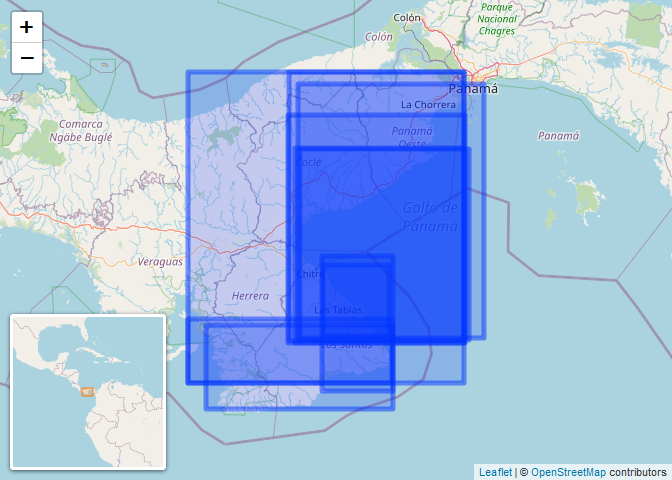 +
−
Colón
Colón
Parque
Nacional
Chagres
Panamá
La Chorrera
Comarca
Ngäbe Buglé
Panamá
Oeste
Panamá
Coclé
Golfo de
Panamá
Veraguas
Chitré
Herrera
Las Tablas
Los Santos
Leaflet | © OpenStreetMap contributors